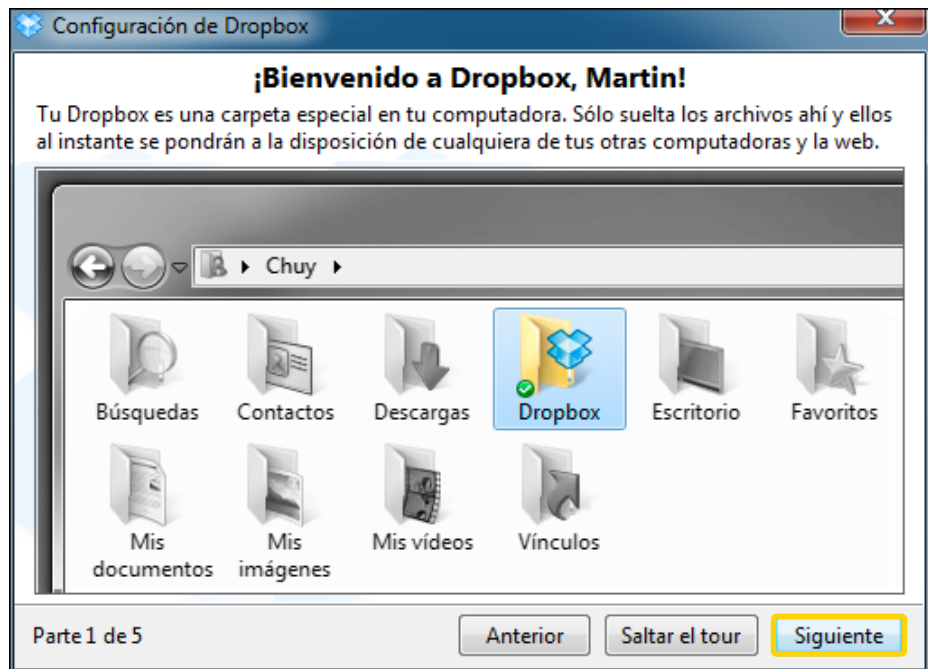 Configuración de Dropbox
¡Bienvenido a Dropbox, Martin!
Tu Dropbox es una carpeta especial en tu computadora. Sólo suelta los archivos ahí y ellos
al instante se pondrán a la disposición de cualquiera de tus otras computadoras y la web.
Chuy
Búsquedas Contactos Descargas Dropbox Escritorio Favoritos
Mis documentos Mis imágenes Mis vídeos Vínculos
Parte 1 de 5 Anterior Saltar el tour Siguiente